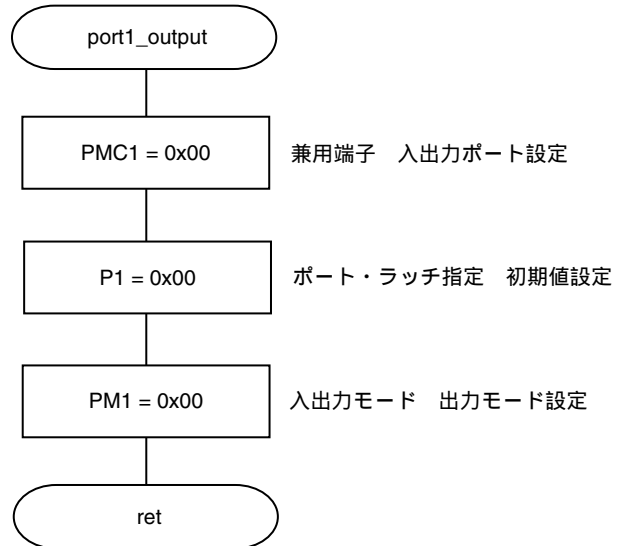 port1_output
PMC1 = 0x00　兼用端子　入出力ポート設定
P1 = 0x00　ポート・ラッチ指定　初期値設定
PM1 = 0x00　入出力モード　出力モード設定
ret